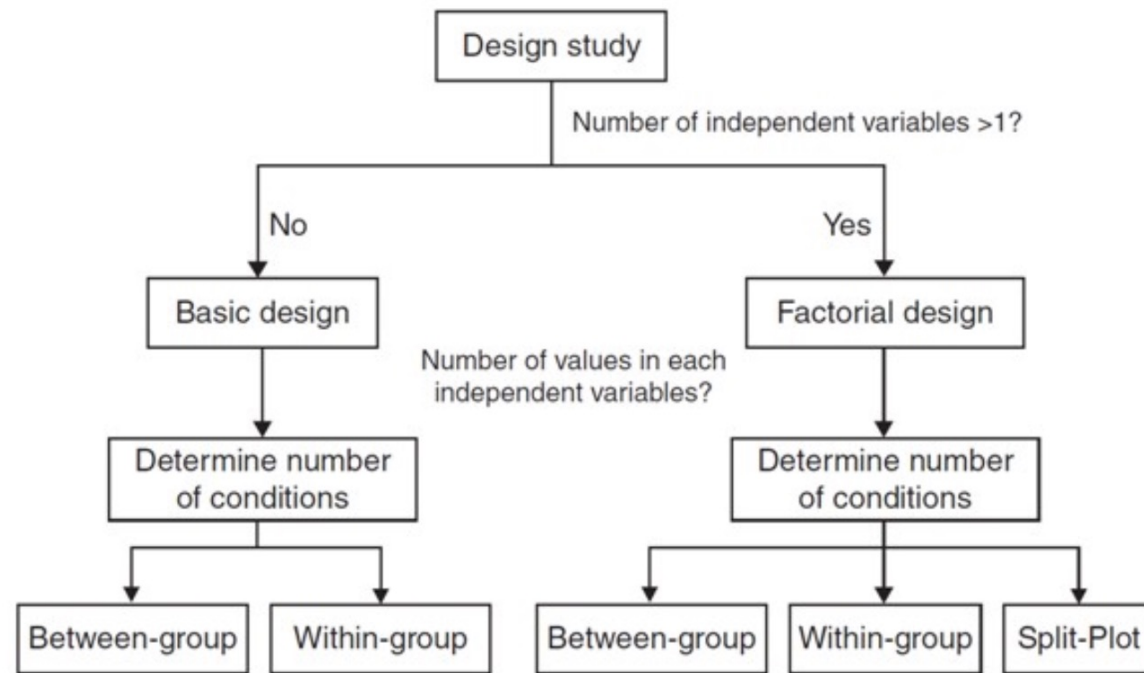 Design study
Number of independent variables >1?
No
Yes
Basic design
Factorial design
Number of values in each
independent variables?
Determine number
of conditions
Determine number
of conditions
Between-group
Within-group
Between-group
Within-group
Split-Plot